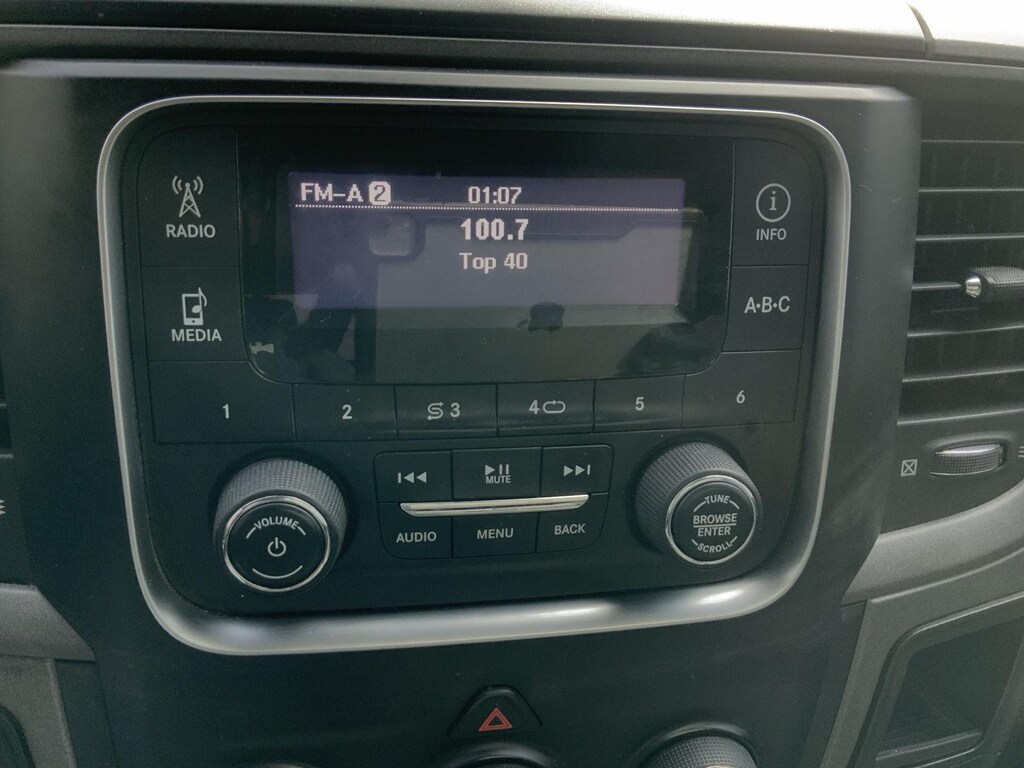 FM-A 2 01:07
100.7
Top 40
RADIO
MEDIA
i
INFO
A•B•C
1 2 3 4 5 6
MUTE
AUDIO MENU BACK
VOLUME
TUNE
BROWSE
ENTER
SCROLL